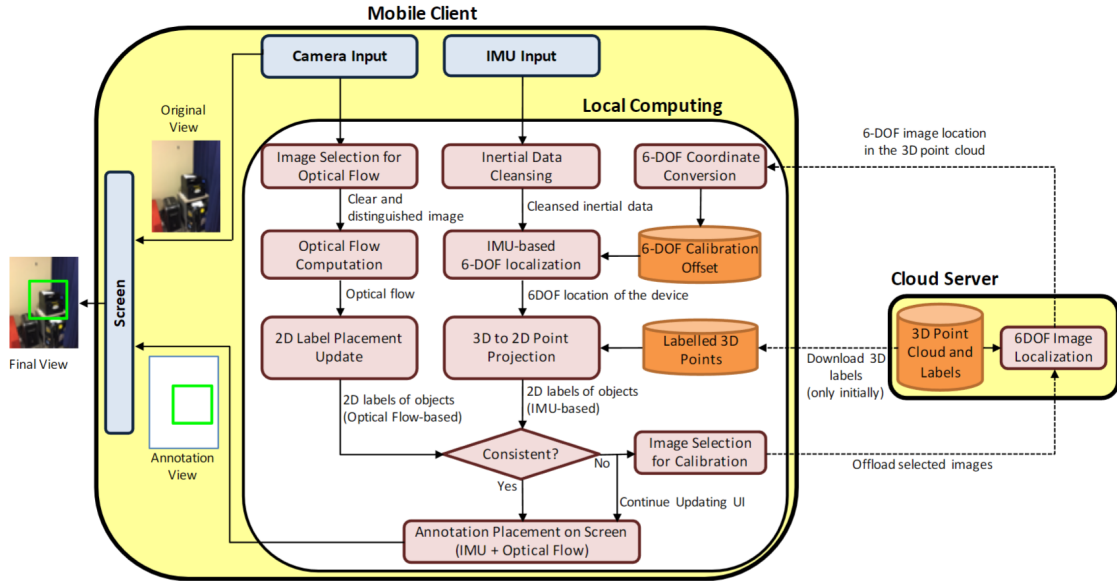 Mobile Client
Camera Input
IMU Input
Local Computing
Original
View
6-DOF image location
in the 3D point cloud
Image Selection for
Optical Flow
Inertial Data
Cleansing
6-DOF Coordinate
Conversion
Clear and
distinguished image
Cleansed inertial data
Optical Flow
Computation
IMU-based
6-DOF localization
6-DOF Calibration
Offset
Screen
Cloud Server
Optical flow
6DOF location of the device
2D Label Placement
Update
3D to 2D Point
Projection
Labelled 3D
Points
3D Point
Cloud and
Labels
6DOF Image
Localization
Final View
Download 3D
labels
(only initially)
2D labels of objects
(Optical Flow-based)
2D labels of objects
(IMU-based)
Annotation
View
Consistent?
No
Yes
Image Selection
for Calibration
Offload selected images
Continue Updating UI
Annotation Placement on Screen
(IMU + Optical Flow)